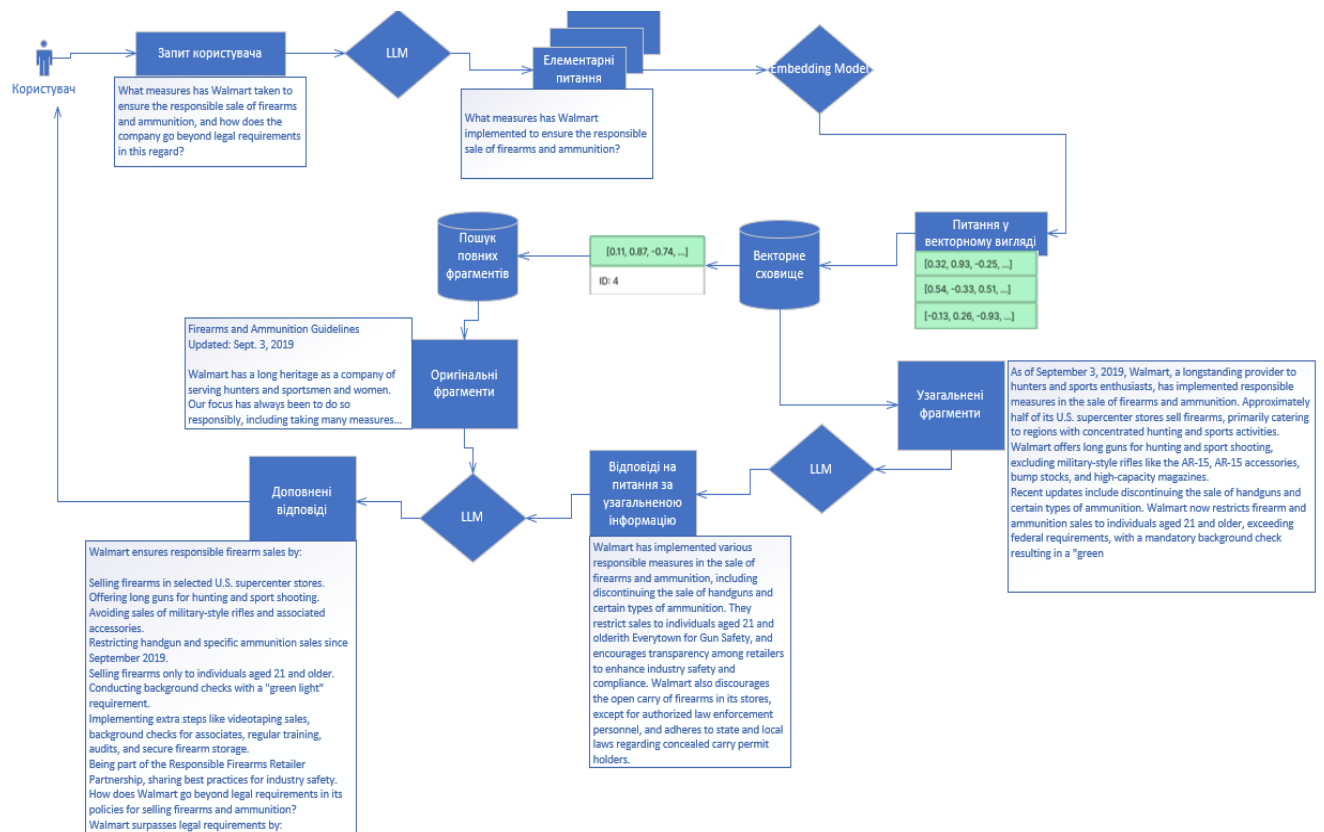 Користувач
Запит користувача
What measures has Walmart taken to
ensure the responsible sale of firearms
and ammunition, and how does the
company go beyond legal requirements
in this regard?
LLM
Елементарні
питання
What measures has Walmart
implemented to ensure the responsible
sale of firearms and ammunition?
Embedding Model
Питання у
векторному вигляді
[0.32, 0.93, -0.25, ...]
[0.54, -0.33, 0.51, ...]
[-0.13, 0.26, -0.93, ...]
Векторне
сховище
[0.11, 0.87, -0.74, ...]
ID: 4
Пошук
повних
фрагментів
Firearms and Ammunition Guidelines
Updated: Sept. 3, 2019
Walmart has a long heritage as a company of
serving hunters and sportsmen and women.
Our focus has always been to do so
responsibly, including taking many measures...
Оригінальні
фрагменти
Узагальнені
фрагменти
As of September 3, 2019, Walmart, a longstanding provider to
hunters and sports enthusiasts, has implemented responsible
measures in the sale of firearms and ammunition. Approximately
half of its U.S. supercenter stores sell firearms, primarily catering
to regions with concentrated hunting and sports activities.
Walmart offers long guns for hunting and sport shooting,
excluding military-style rifles like the AR-15, AR-15 accessories,
bump stocks, and high-capacity magazines.
Recent updates include discontinuing the sale of handguns and
certain types of ammunition. Walmart now restricts firearm and
ammunition sales to individuals aged 21 and older, exceeding
federal requirements, with a mandatory background check
resulting in a "green
LLM
Відповіді на
питання за
узагальненою
інформацію
Walmart has implemented various
responsible measures in the sale of
firearms and ammunition, including
discontinuing the sale of handguns and
certain types of ammunition. They
restrict sales to individuals aged 21 and
olderith Everytown for Gun Safety, and
encourages transparency among retailers
to enhance industry safety and
compliance. Walmart also discourages
the open carry of firearms in its stores,
except for authorized law enforcement
personnel, and adheres to state and local
laws regarding concealed carry permit
holders.
LLM
Доповнені
відповіді
Walmart ensures responsible firearm sales by:
Selling firearms in selected U.S. supercenter stores.
Offering long guns for hunting and sport shooting.
Avoiding sales of military-style rifles and associated
accessories.
Restricting handgun and specific ammunition sales since
September 2019.
Selling firearms only to individuals aged 21 and older.
Conducting background checks with a "green light"
requirement.
Implementing extra steps like videotaping sales,
background checks for associates, regular training,
audits, and secure firearm storage.
Being part of the Responsible Firearms Retailer
Partnership, sharing best practices for industry safety.
How does Walmart go beyond legal requirements in its
policies for selling firearms and ammunition?
Walmart surpasses legal requirements by: